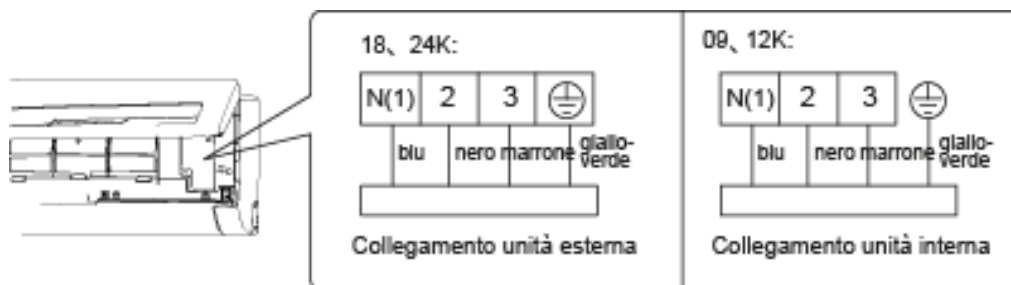 18、24K:
N(1) 2 3
blu nero marrone giallo-
verde
Collegamento unità esterna
09、12K:
N(1) 2 3
blu nero marrone giallo-
verde
Collegamento unità interna